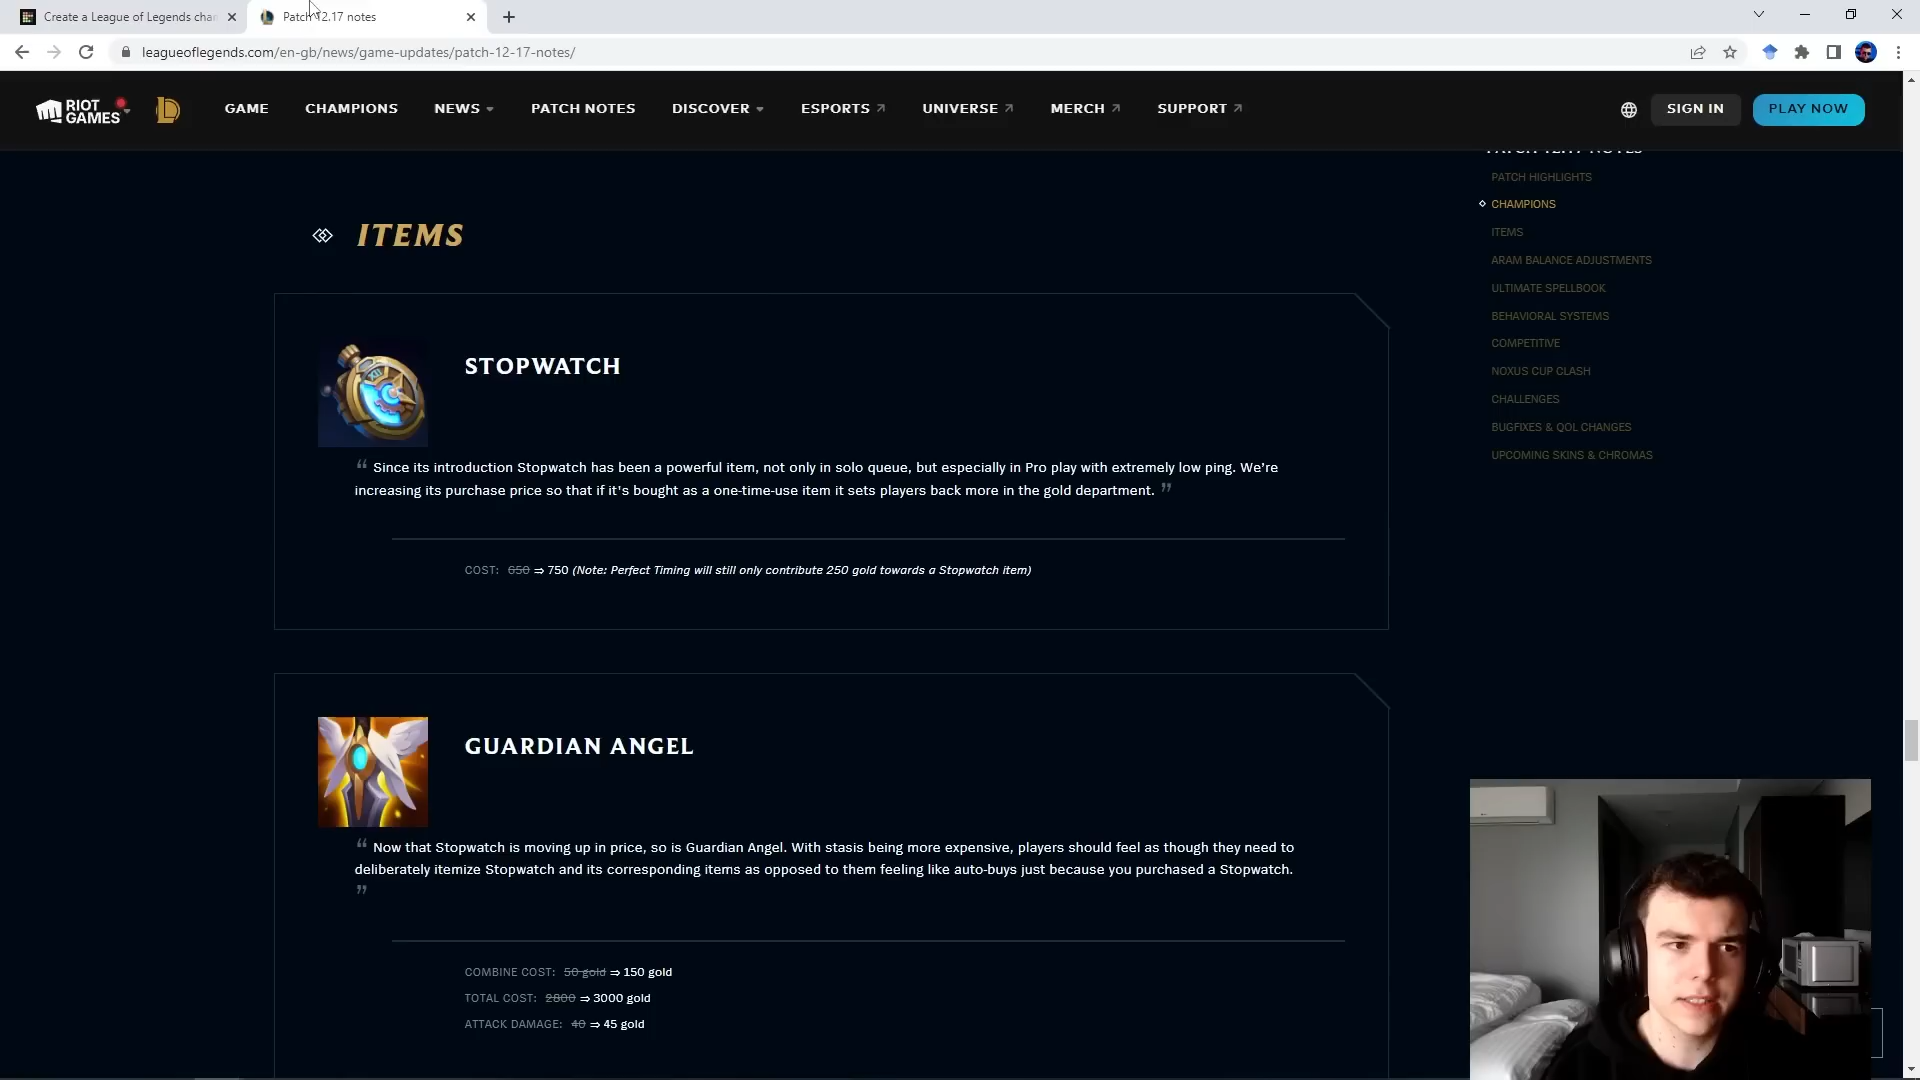 Create a League of Legends chan
Patch 12.17 notes
leagueoflegends.com/en-gb/news/game-updates/patch-12-17-notes/
RIOT GAMES
GAME
CHAMPIONS
NEWS
PATCH NOTES
DISCOVER
ESPORTS
UNIVERSE
MERCH
SUPPORT
SIGN IN
PLAY NOW
PATCH 12.17 NOTES
PATCH HIGHLIGHTS
CHAMPIONS
ITEMS
ARAM BALANCE ADJUSTMENTS
ULTIMATE SPELLBOOK
BEHAVIORAL SYSTEMS
COMPETITIVE
NOXUS CUP CLASH
CHALLENGES
BUGFIXES & QOL CHANGES
UPCOMING SKINS & CHROMAS
ITEMS
STOPWATCH
“ Since its introduction Stopwatch has been a powerful item, not only in solo queue, but especially in Pro play with extremely low ping. We’re
increasing its purchase price so that if it's bought as a one-time-use item it sets players back more in the gold department. ”
COST: 650 ⇒ 750 (Note: Perfect Timing will still only contribute 250 gold towards a Stopwatch item)
GUARDIAN ANGEL
“ Now that Stopwatch is moving up in price, so is Guardian Angel. With stasis being more expensive, players should feel as though they need to
deliberately itemize Stopwatch and its corresponding items as opposed to them feeling like auto-buys just because you purchased a Stopwatch.
”
COMBINE COST: 50 gold ⇒ 150 gold
TOTAL COST: 2800 ⇒ 3000 gold
ATTACK DAMAGE: 40 ⇒ 45 gold